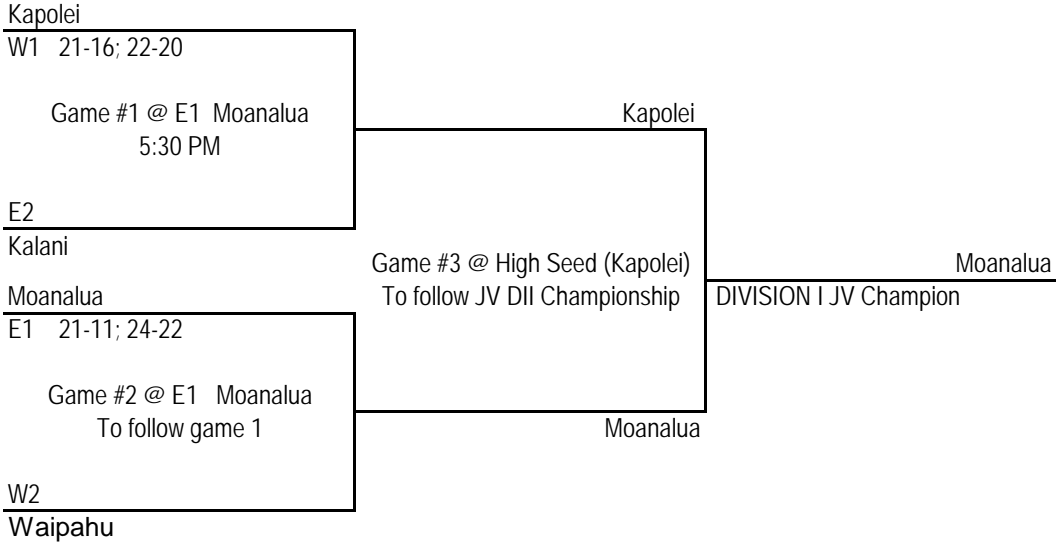 Kapolei
W1 21-16; 22-20
Game #1 @ E1 Moanalua
5:30 PM
E2
Kalani
Kapolei
Moanalua
E1 21-11; 24-22
Game #2 @ E1 Moanalua
To follow game 1
W2
Waipahu
Game #3 @ High Seed (Kapolei)
To follow JV DII Championship
Moanalua
Moanalua
DIVISION I JV Champion